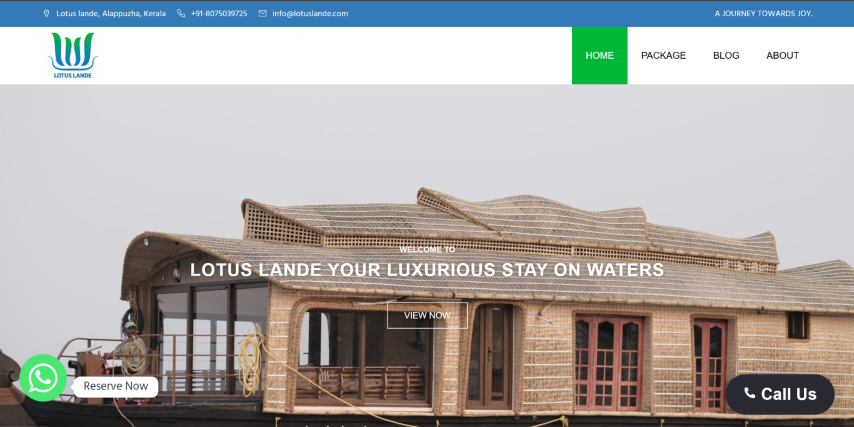 Lotus lande, Alappuzha, Kerala +91-8075039725 info@lotuslande.com A JOURNEY TOWARDS JOY.
LOTUS LANDE
HOME PACKAGE BLOG ABOUT
WELCOME TO
LOTUS LANDE YOUR LUXURIOUS STAY ON WATERS
VIEW NOW
Reserve Now
Call Us